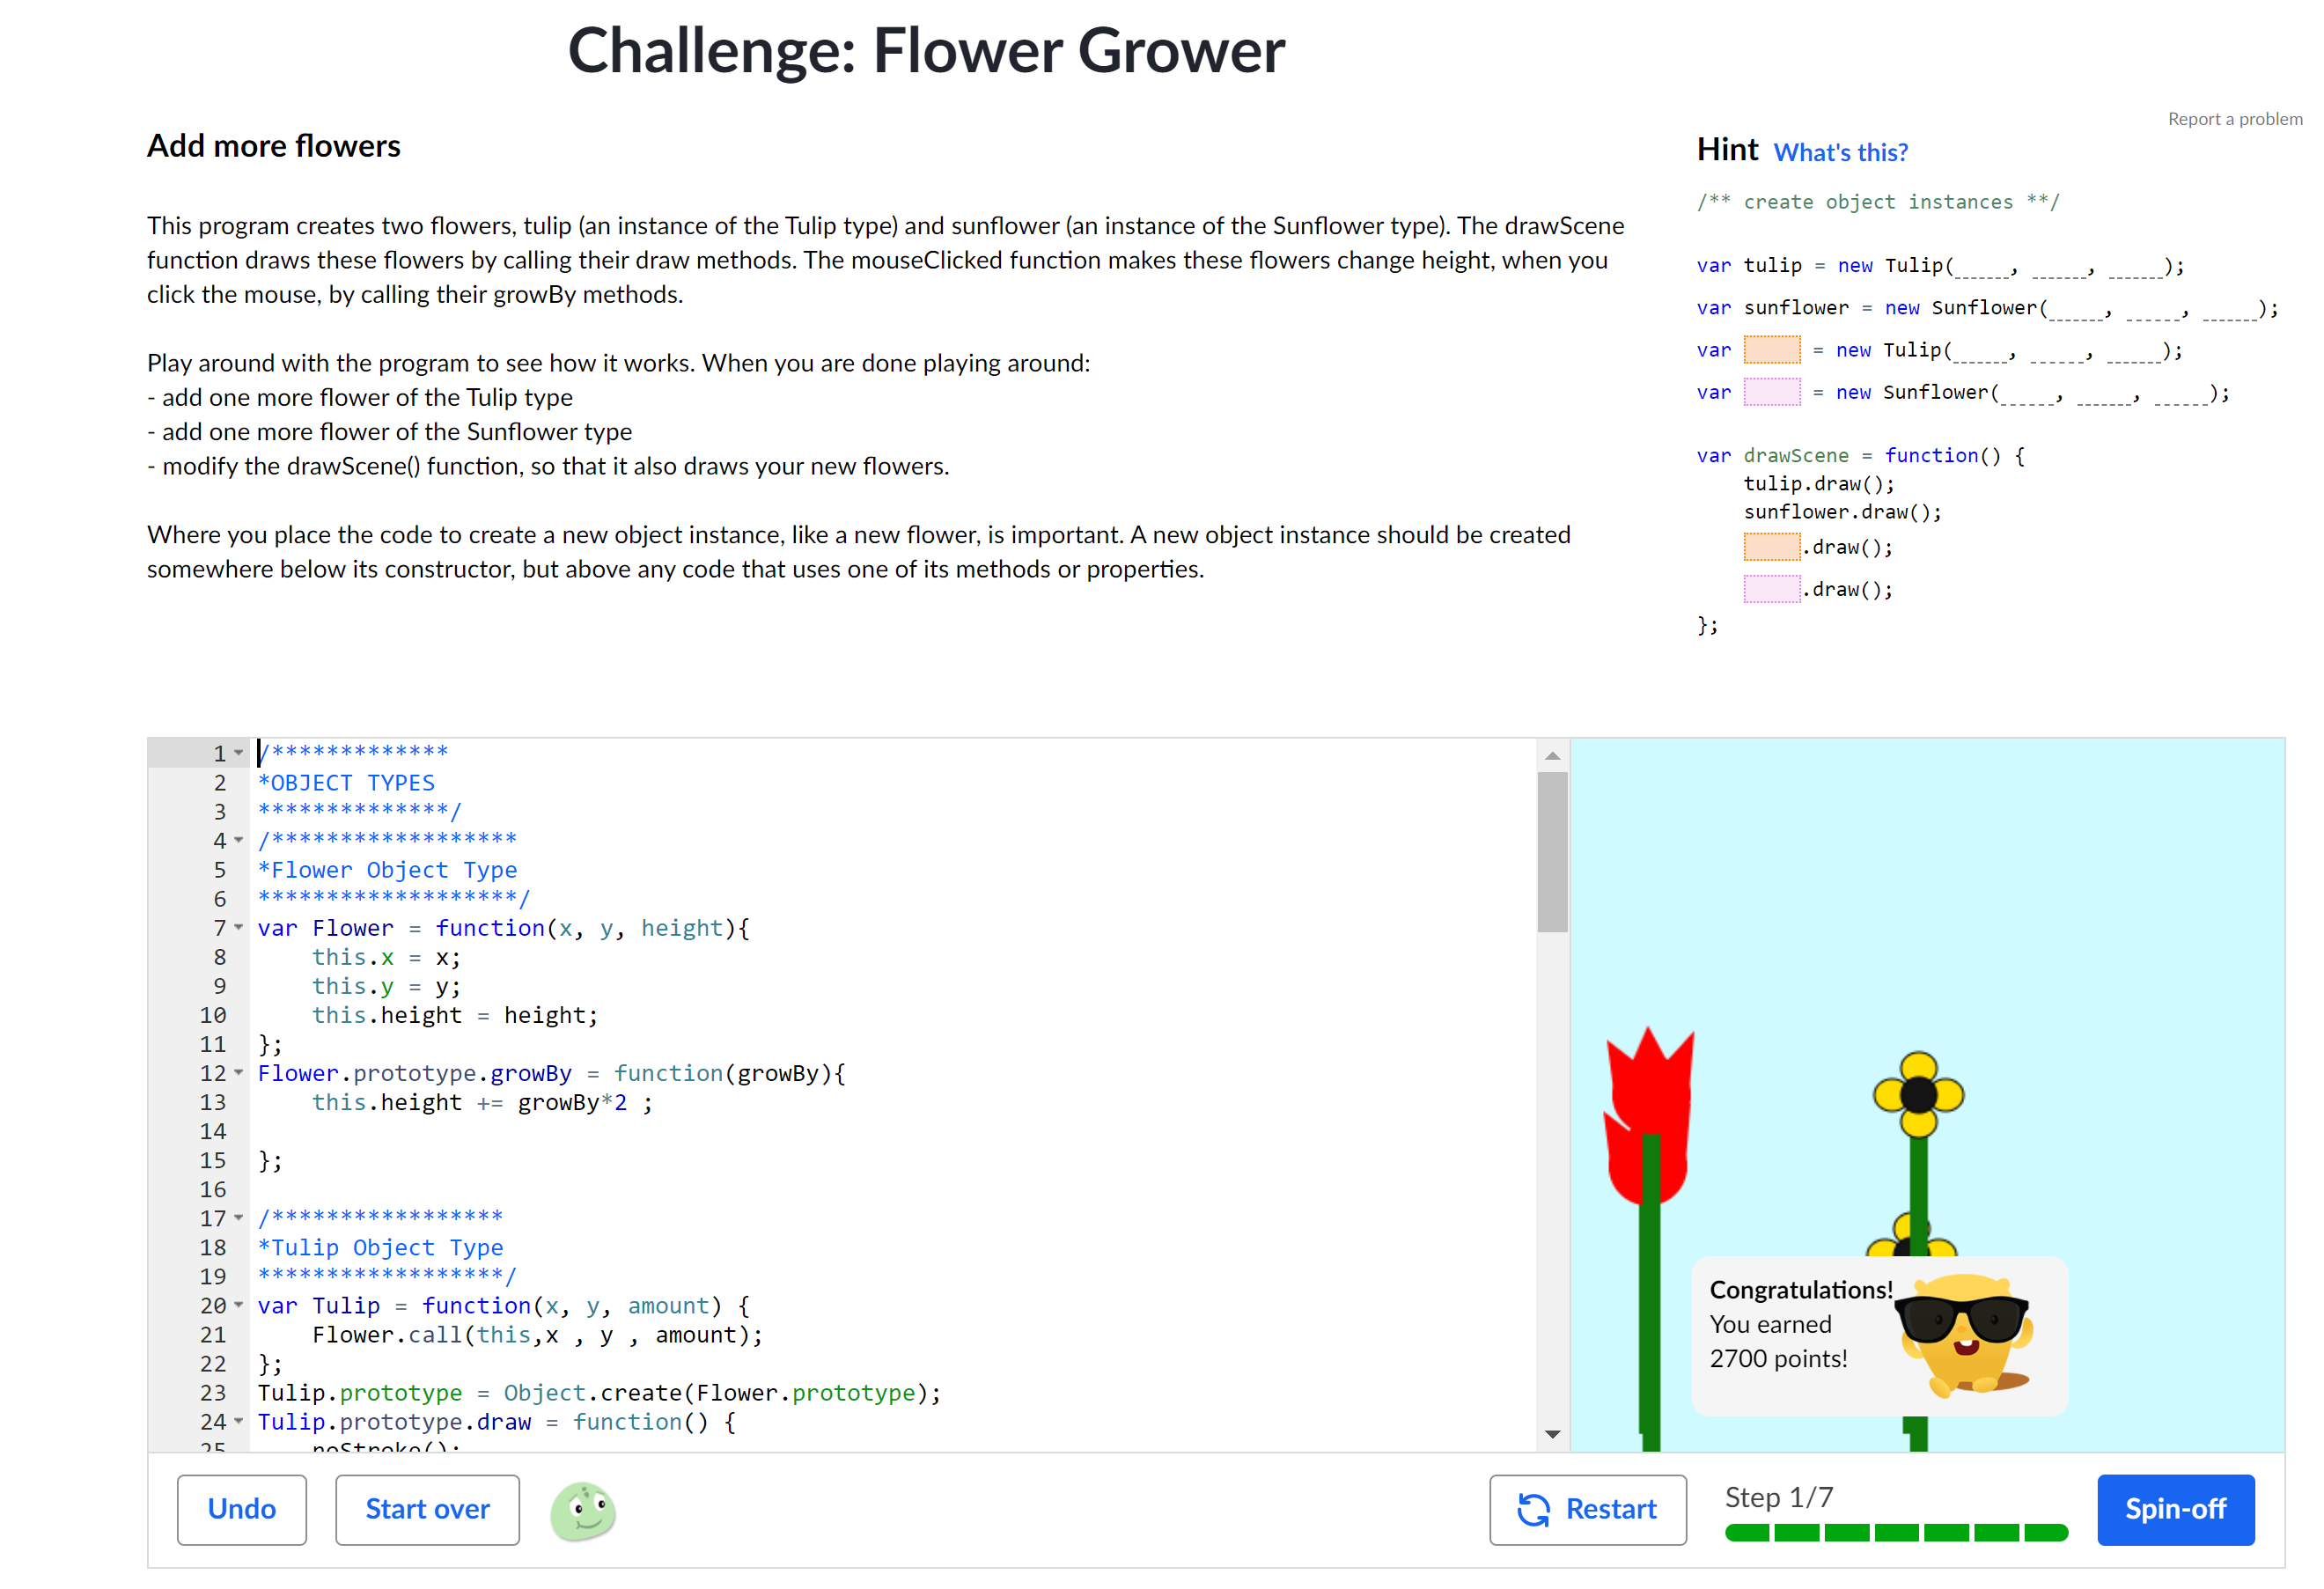 Challenge: Flower Grower
Report a problem
Add more flowers
This program creates two flowers, tulip (an instance of the Tulip type) and sunflower (an instance of the Sunflower type). The drawScene
function draws these flowers by calling their draw methods. The mouseClicked function makes these flowers change height, when you
click the mouse, by calling their growBy methods.
Play around with the program to see how it works. When you are done playing around:
- add one more flower of the Tulip type
- add one more flower of the Sunflower type
- modify the drawScene() function, so that it also draws your new flowers.
Where you place the code to create a new object instance, like a new flower, is important. A new object instance should be created
somewhere below its constructor, but above any code that uses one of its methods or properties.
Hint What's this?
/** create object instances **/
var tulip = new Tulip(_____, _____, _____);
var sunflower = new Sunflower(_____, _____, _____);
var = new Tulip(_____, _____, _____);
var = new Sunflower(_____, _____, _____);
var drawScene = function() {
tulip.draw();
sunflower.draw();
.draw();
.draw();
};
1 /*************
2 *OBJECT TYPES
3 **************/
4 /******************
5 *Flower Object Type
6 *******************/
7 var Flower = function(x, y, height){
8 this.x = x;
9 this.y = y;
10 this.height = height;
11 };
12 Flower.prototype.growBy = function(growBy){
13 this.height += growBy*2 ;
14
15 };
16
17 /*****************
18 *Tulip Object Type
19 ******************/
20 var Tulip = function(x, y, amount) {
21 Flower.call(this,x , y , amount);
22 };
23 Tulip.prototype = Object.create(Flower.prototype);
24 Tulip.prototype.draw = function() {
25 noStroke();
Congratulations!
You earned
2700 points!
Undo
Start over
Restart
Step 1/7
Spin-off